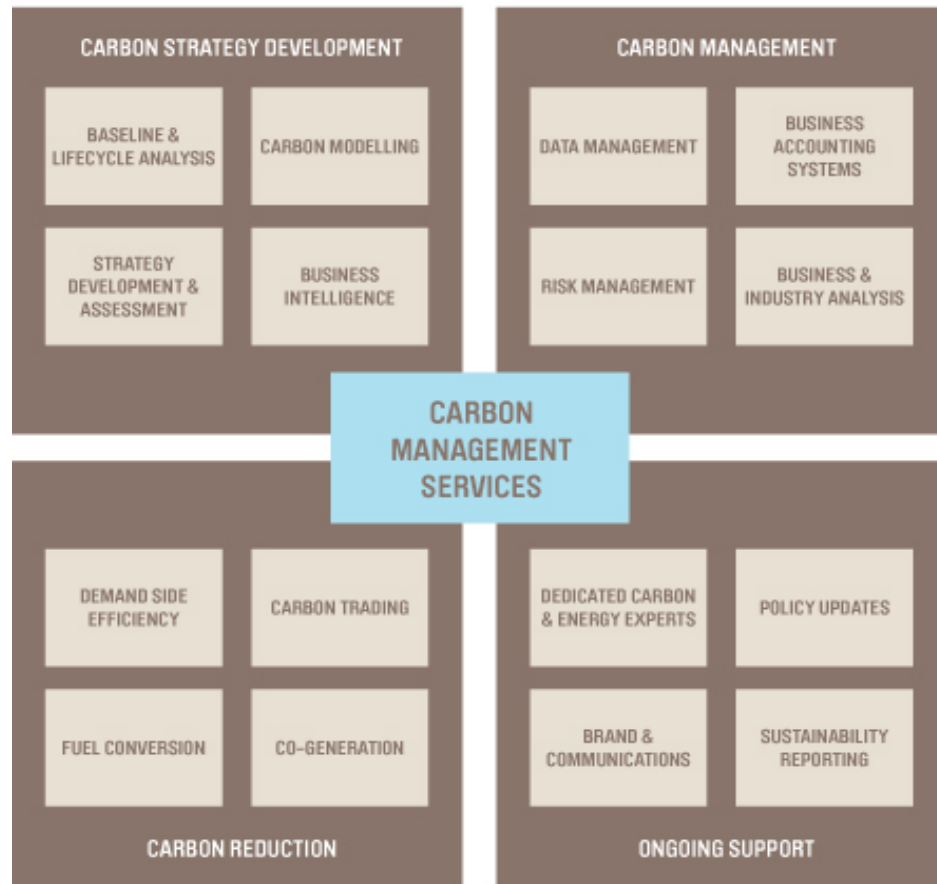 CARBON STRATEGY DEVELOPMENT
BASELINE &
LIFECYCLE ANALYSIS
CARBON MODELLING
STRATEGY
DEVELOPMENT &
ASSESSMENT
BUSINESS
INTELLIGENCE
CARBON MANAGEMENT
DATA MANAGEMENT
BUSINESS
ACCOUNTING
SYSTEMS
RISK MANAGEMENT
BUSINESS &
INDUSTRY ANALYSIS
CARBON
MANAGEMENT
SERVICES
DEMAND SIDE
EFFICIENCY
CARBON TRADING
FUEL CONVERSION
CO-GENERATION
CARBON REDUCTION
DEDICATED CARBON
& ENERGY EXPERTS
POLICY UPDATES
BRAND &
COMMUNICATIONS
SUSTAINABILITY
REPORTING
ONGOING SUPPORT